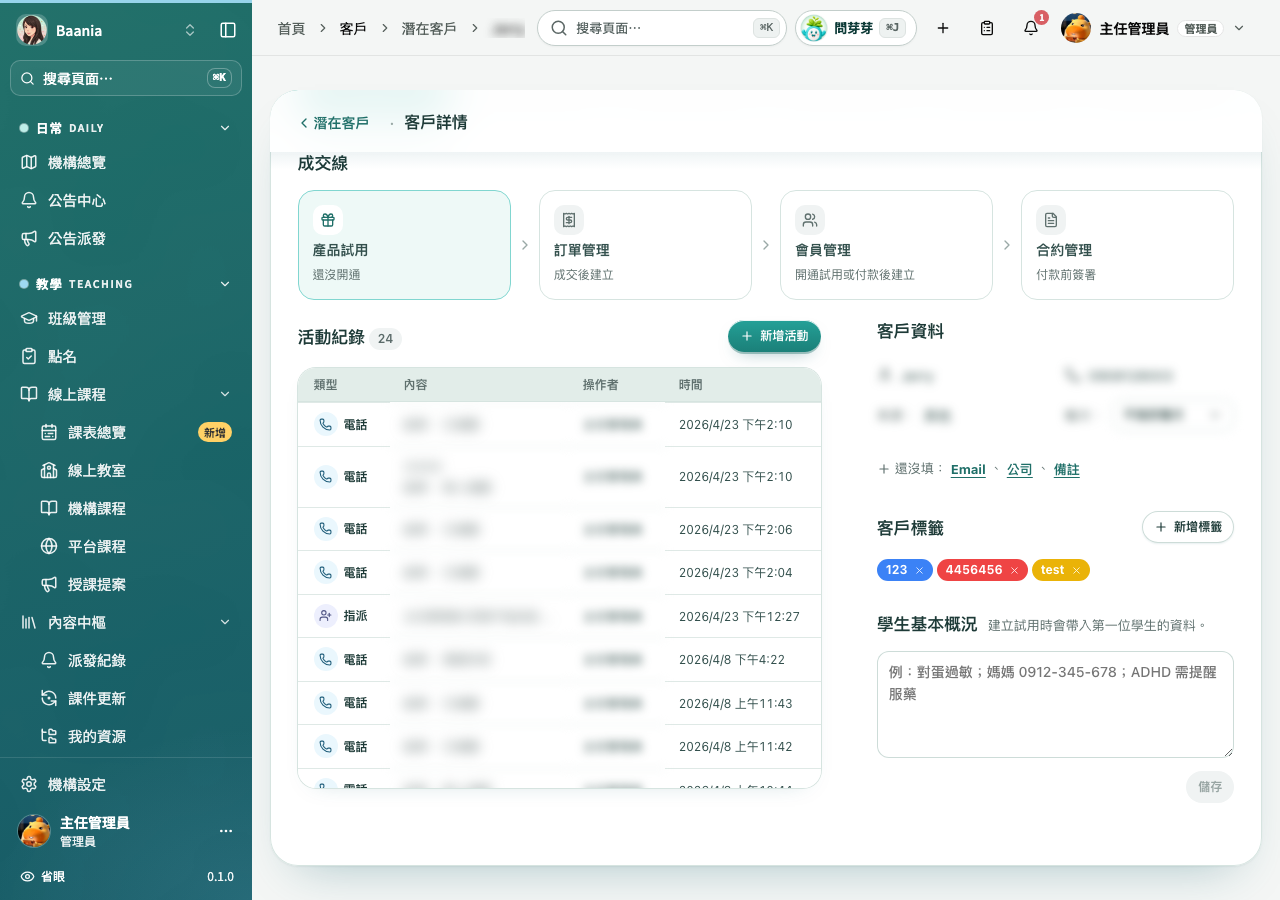 Baania
搜尋頁面… ⌘K
日常 DAILY
機構總覽
公告中心
公告派發
教學 TEACHING
班級管理
點名
線上課程
課表總覽 新增
線上教室
機構課程
平台課程
授課提案
內容中樞
派發紀錄
課件更新
我的資源
機構設定
主任管理員
管理員
省眼 0.1.0
首頁 > 客戶 > 潛在客戶 >
搜尋頁面… ⌘K
問芽芽 ⌘J
1
主任管理員 管理員
潛在客戶 · 客戶詳情
成交線
產品試用
還沒開通
訂單管理
成交後建立
會員管理
開通試用或付款後建立
合約管理
付款前簽署
活動紀錄 24
+ 新增活動
類型 內容 操作者 時間
電話 2026/4/23 下午2:10
電話 2026/4/23 下午2:10
電話 2026/4/23 下午2:06
電話 2026/4/23 下午2:04
指派 2026/4/23 下午12:27
電話 2026/4/8 下午4:22
電話 2026/4/8 上午11:43
電話 2026/4/8 上午11:42
電話
客戶資料
+ 還沒填： Email 、 公司 、 備註
客戶標籤
+ 新增標籤
123 × 4456456 × test ×
學生基本概況 建立試用時會帶入第一位學生的資料。
例：對蛋過敏；媽媽 0912-345-678；ADHD 需提醒
服藥
儲存